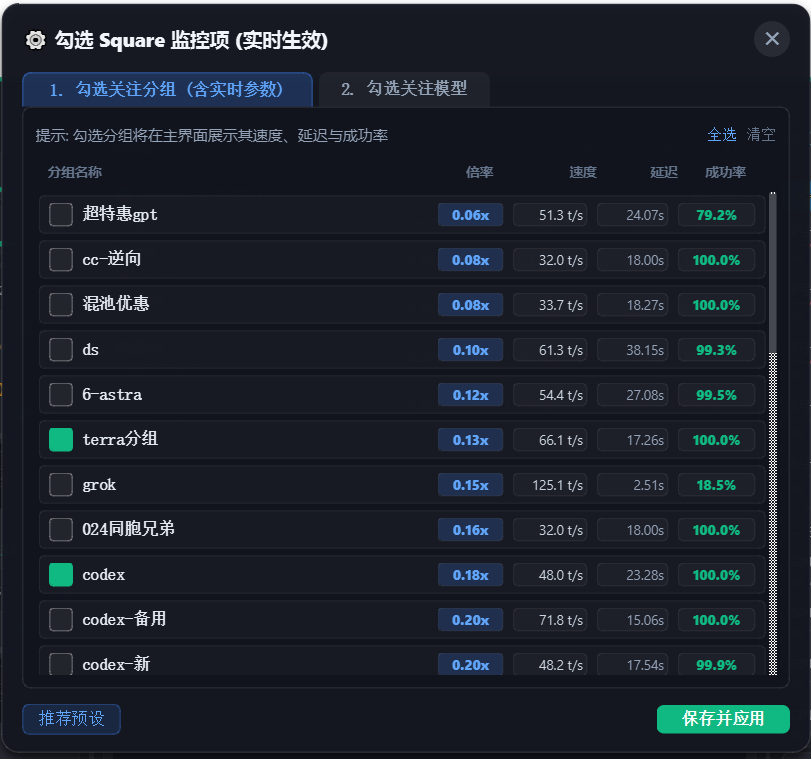 勾选 Square 监控项 (实时生效)
1. 勾选关注分组 (含实时参数)
2. 勾选关注模型
提示: 勾选分组将在主界面展示其速度、延迟与成功率
全选 清空
分组名称 倍率 速度 延迟 成功率
超特惠gpt 0.06x 51.3 t/s 24.07s 79.2%
cc-逆向 0.08x 32.0 t/s 18.00s 100.0%
混池优惠 0.08x 33.7 t/s 18.27s 100.0%
ds 0.10x 61.3 t/s 38.15s 99.3%
6-astra 0.12x 54.4 t/s 27.08s 99.5%
terra分组 0.13x 66.1 t/s 17.26s 100.0%
grok 0.15x 125.1 t/s 2.51s 18.5%
024同胞兄弟 0.16x 32.0 t/s 18.00s 100.0%
codex 0.18x 48.0 t/s 23.28s 100.0%
codex-备用 0.20x 71.8 t/s 15.06s 100.0%
codex-新 0.20x 48.2 t/s 17.54s 99.9%
推荐预设
保存并应用